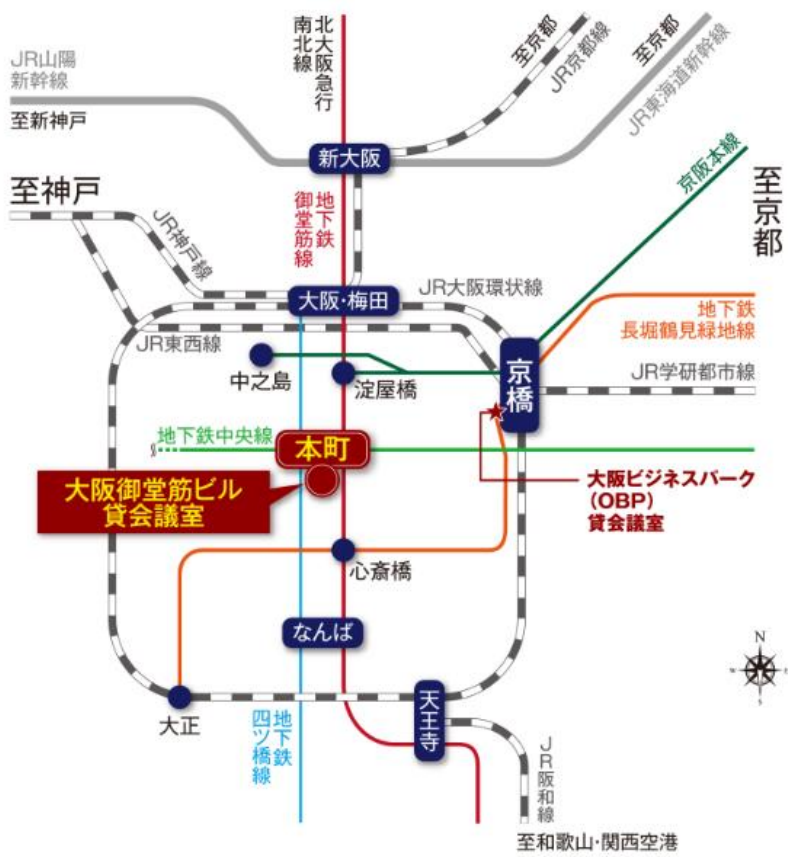 北大阪急行
南北線
至京都
JR京都線
至京都
JR東海道新幹線
JR山陽
新幹線
至新神戸
新大阪
京阪本線
至神戸
至京都
JR神戸線
地下鉄
御堂筋線
大阪・梅田
JR大阪環状線
地下鉄
長堀鶴見緑地線
JR東西線
中之島
淀屋橋
京橋
JR学研都市線
地下鉄中央線
本町
大阪御堂筋ビル
貸会議室
大阪ビジネスパーク
(OBP)
貸会議室
心斎橋
なんば
N
W
E
S
大正
地下鉄
四ツ橋線
天王寺
JR阪和線
至和歌山・関西空港